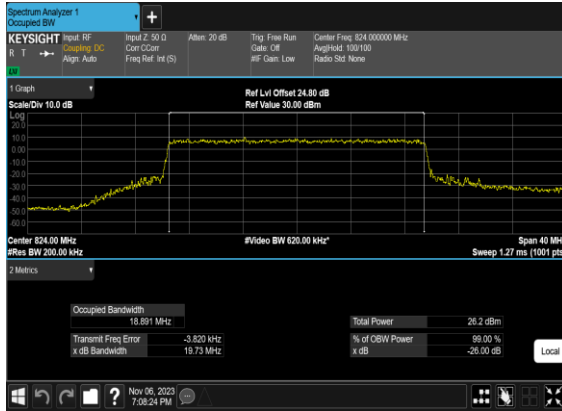 Spectrum Analyzer 1
Occupied BW
+
KEYSIGHT Input: RF Input Z: 50 Ω Atten: 20 dB Trig: Free Run Center Freq: 824.000000 MHz
R T Coupling: DC Corr CCorr Gate: Off Avg|Hold: 100/100
Align: Auto Freq Ref: Int (S) #IF Gain: Low Radio Std: None
1 Graph
Ref Lvl Offset 24.80 dB
Scale/Div 10.0 dB Ref Value 30.00 dBm
Log
20.0
10.0
0.00
-10.0
-20.0
-30.0
-40.0
-50.0
-60.0
Center 824.00 MHz #Video BW 620.00 kHz* Span 40 MH
#Res BW 200.00 kHz Sweep 1.27 ms (1001 pts
2 Metrics
Occupied Bandwidth
18.891 MHz Total Power 26.2 dBm
Transmit Freq Error -3.820 kHz % of OBW Power 99.00 %
x dB Bandwidth 19.73 MHz x dB -26.00 dB
Local
? Nov 06, 2023
7:08:24 PM